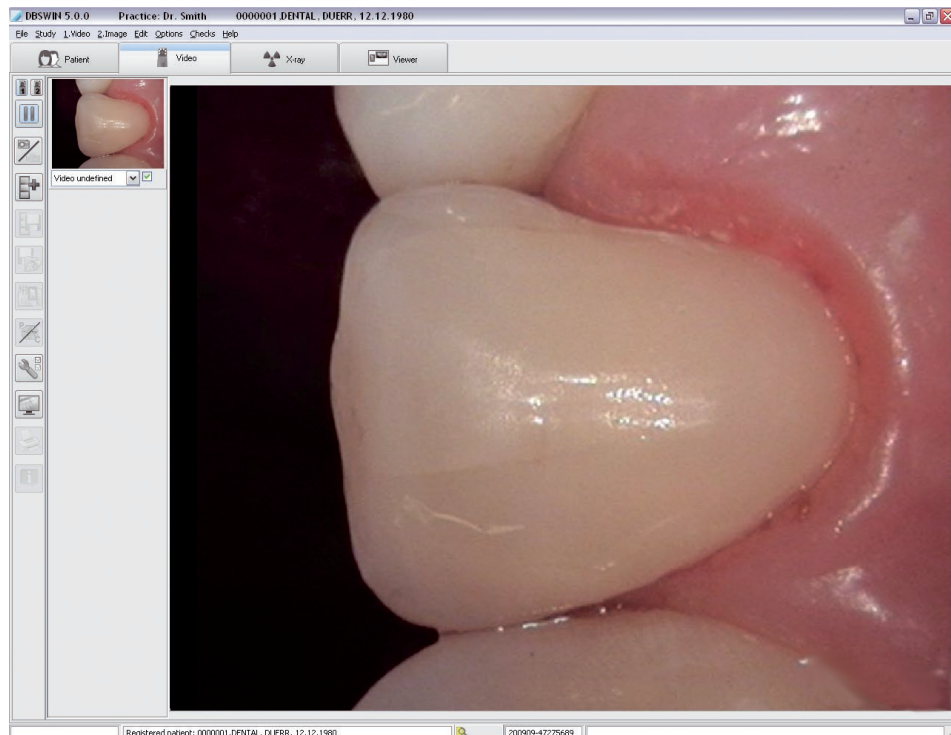 DBSWIN 5.0.0 Practice: Dr. Smith 0000001,DENTAL, DUERR, 12.12.1980
File Study 1.Video 2.Image Edit Options Checks Help
Patient Video X-ray Viewer
1 2
Video undefined
Registered patient: 0000001,DENTAL, DUERR, 12.12.1980 200909-47275689